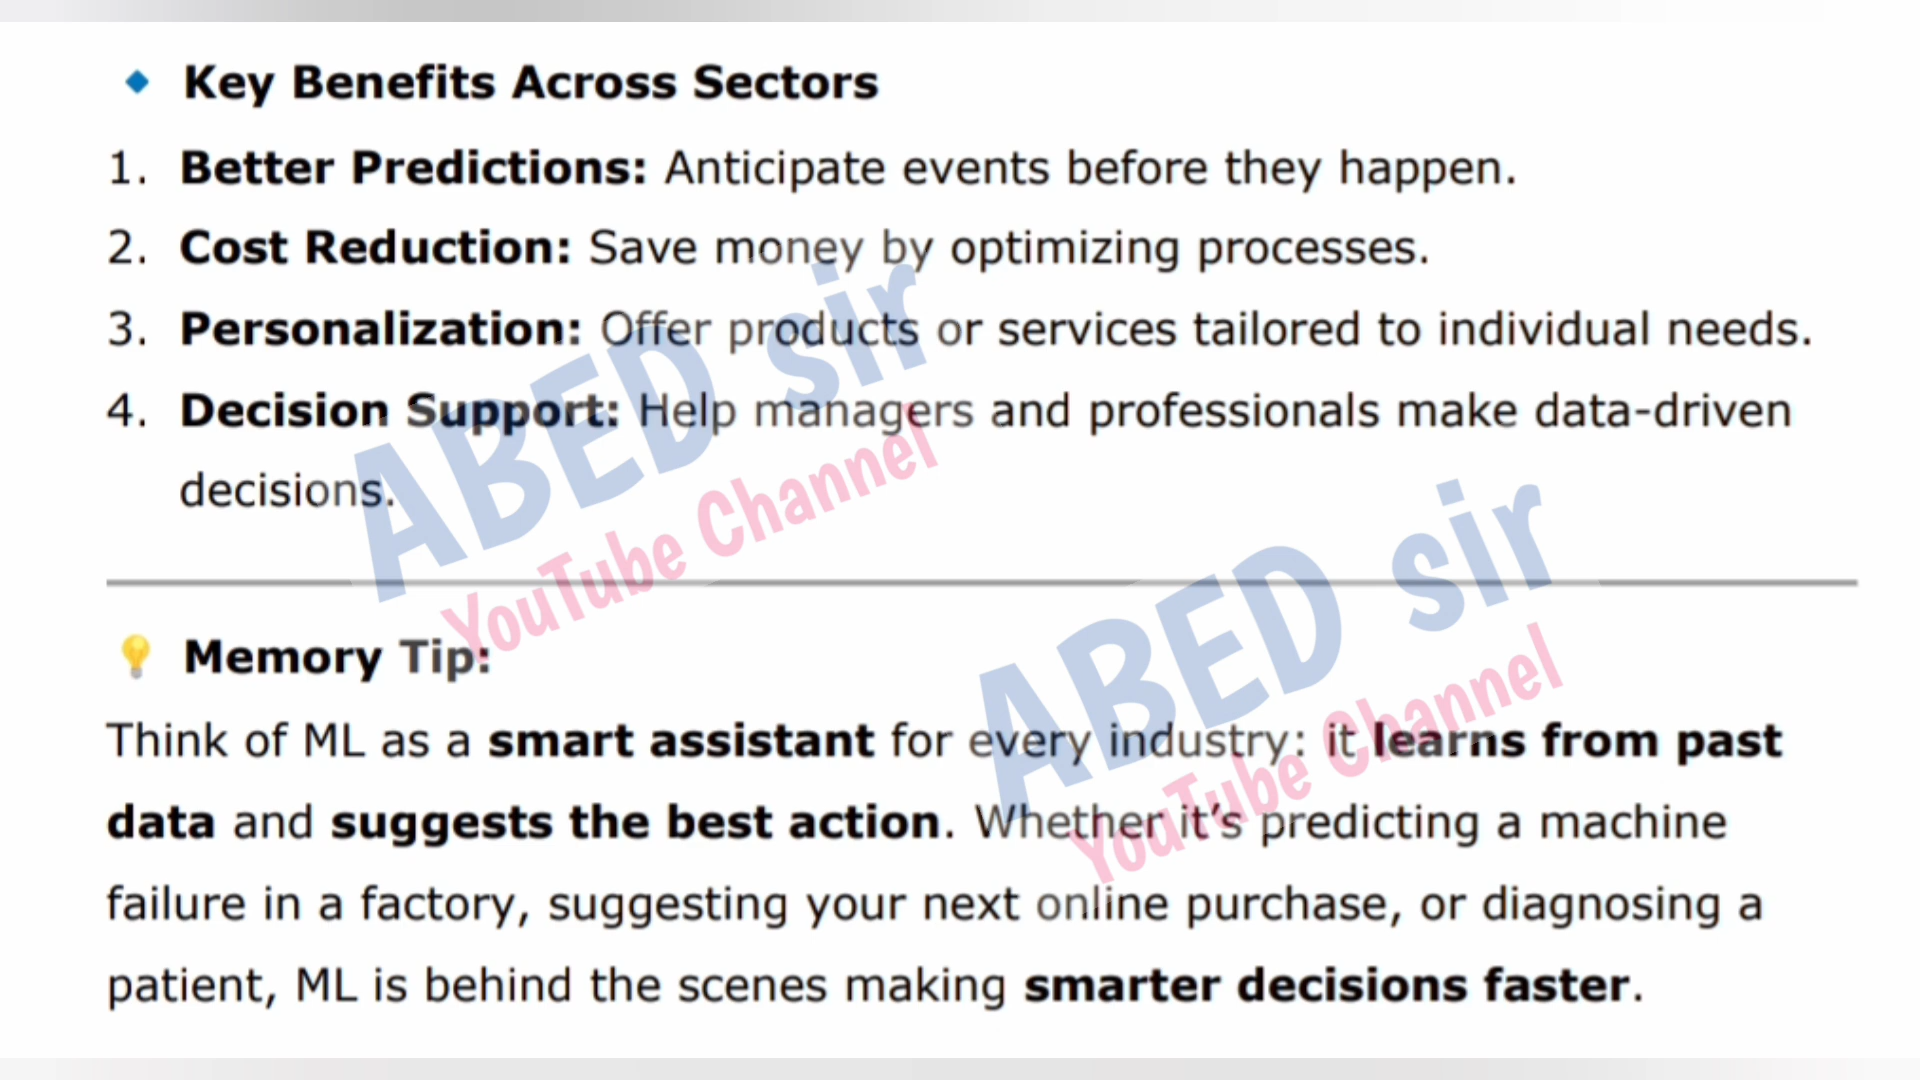 Key Benefits Across Sectors
1. Better Predictions: Anticipate events before they happen.
2. Cost Reduction: Save money by optimizing processes.
3. Personalization: Offer products or services tailored to individual needs.
4. Decision Support: Help managers and professionals make data-driven
decisions.
ABED sir
YouTube Channel
Memory Tip:
Think of ML as a smart assistant for every industry: it learns from past
data and suggests the best action. Whether it’s predicting a machine
failure in a factory, suggesting your next online purchase, or diagnosing a
patient, ML is behind the scenes making smarter decisions faster.
ABED sir
YouTube Channel